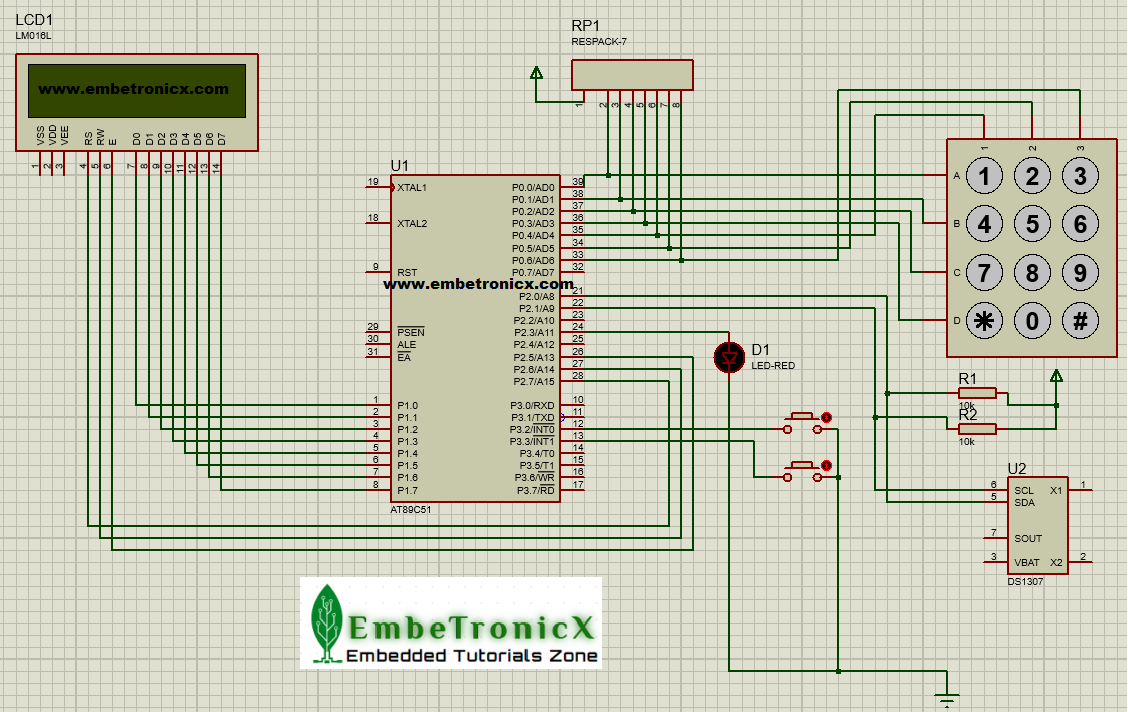 LCD1
LM016L
www.embetronicx.com
VSS
VDD
VEE
RS
RW
E
D0
D1
D2
D3
D4
D5
D6
D7
1
2
3
4
5
6
7
8
9
10
11
12
13
14
RP1
RESPACK-7
1
2
3
4
5
6
7
8
U1
19 XTAL1
18 XTAL2
9 RST
29 PSEN
30 ALE
31 EA
1 P1.0
2 P1.1
3 P1.2
4 P1.3
5 P1.4
6 P1.5
7 P1.6
8 P1.7
P0.0/AD0 39
P0.1/AD1 38
P0.2/AD2 37
P0.3/AD3 36
P0.4/AD4 35
P0.5/AD5 34
P0.6/AD6 33
P0.7/AD7 32
www.embetronicx.com
P2.0/A8 21
P2.1/A9 22
P2.2/A10 23
P2.3/A11 24
P2.4/A12 25
P2.5/A13 26
P2.6/A14 27
P2.7/A15 28
P3.0/RXD 10
P3.1/TXD 11
P3.2/INT0 12
P3.3/INT1 13
P3.4/T0 14
P3.5/T1 15
P3.6/WR 16
P3.7/RD 17
AT89C51
1 2 3
A 1 2 3
B 4 5 6
C 7 8 9
D * 0 #
D1
LED-RED
R1
10k
R2
10k
U2
6 SCL X1 1
5 SDA
7 SOUT
3 VBAT X2 2
DS1307
EmbeTronicX
Embedded Tutorials Zone